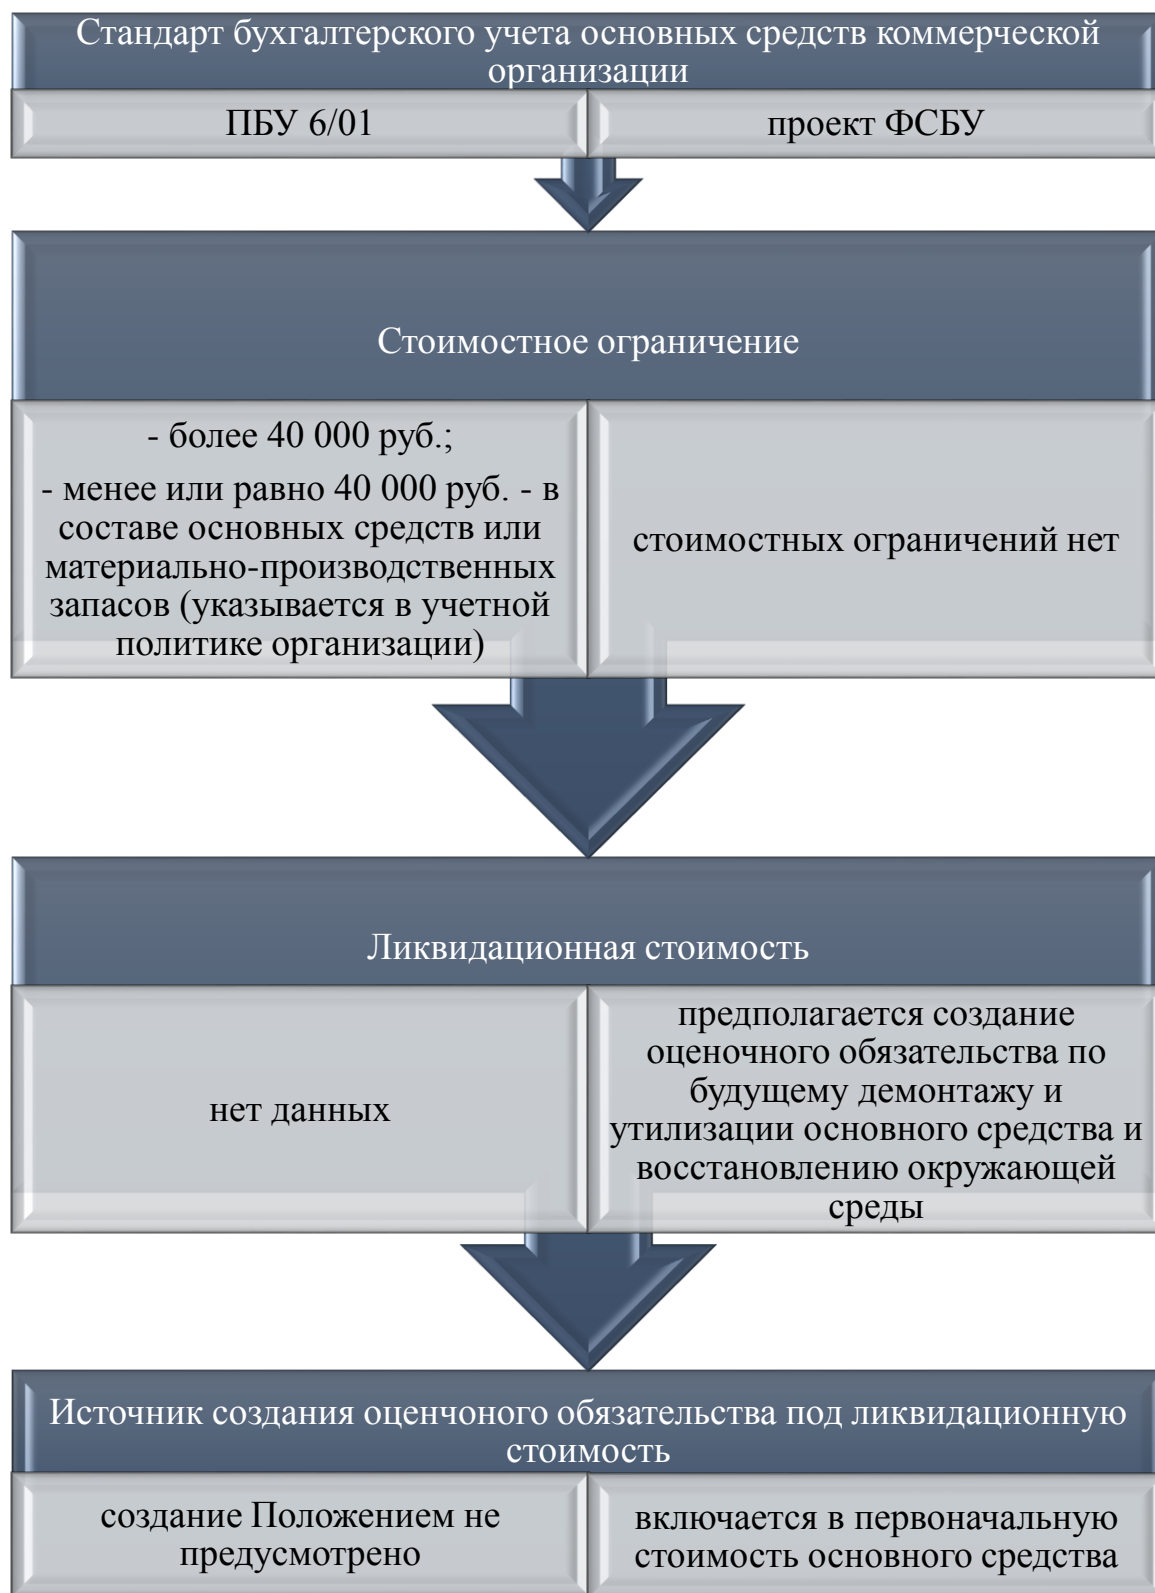 Стандарт бухгалтерского учета основных средств коммерческой
организации
ПБУ 6/01
проект ФСБУ
Стоимостное ограничение
- более 40 000 руб.;
- менее или равно 40 000 руб. - в
составе основных средств или
материально-производственных
запасов (указывается в учетной
политике организации)
стоимостных ограничений нет
Ликвидационная стоимость
нет данных
предполагается создание
оценочного обязательства по
будущему демонтажу и
утилизации основного средства и
восстановлению окружающей
среды
Источник создания оценчоного обязательства под ликвидационную
стоимость
создание Положением не
предусмотрено
включается в первоначальную
стоимость основного средства